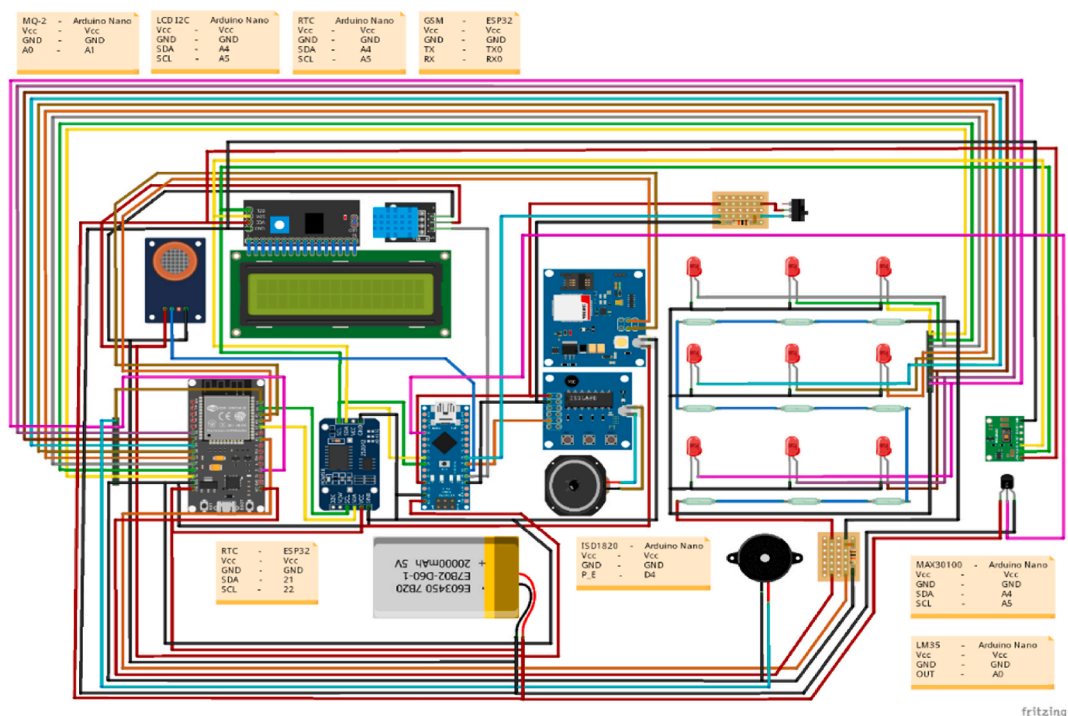 MQ-2 - Arduino Nano
Vcc - Vcc
GND - GND
A0 - A1
LCD I2C Arduino Nano
Vcc - Vcc
GND - GND
SDA - A4
SCL - A5
RTC Arduino Nano
Vcc - Vcc
GND - GND
SDA - A4
SCL - A5
GSM - ESP32
Vcc - Vcc
GND - GND
TX - TX0
RX - RX0
RTC - ESP32
Vcc - Vcc
GND - GND
SDA - 21
SCL - 22
E603450 7B20
E7B02-D60-1
+ 20000mAh 5V
ISD1820 - Arduino Nano
Vcc - Vcc
GND - GND
P_E - D4
MAX30100 - Arduino Nano
Vcc - Vcc
GND - GND
SDA - A4
SCL - A5
LM35 - Arduino Nano
Vcc - Vcc
GND - GND
OUT - A0
fritzing